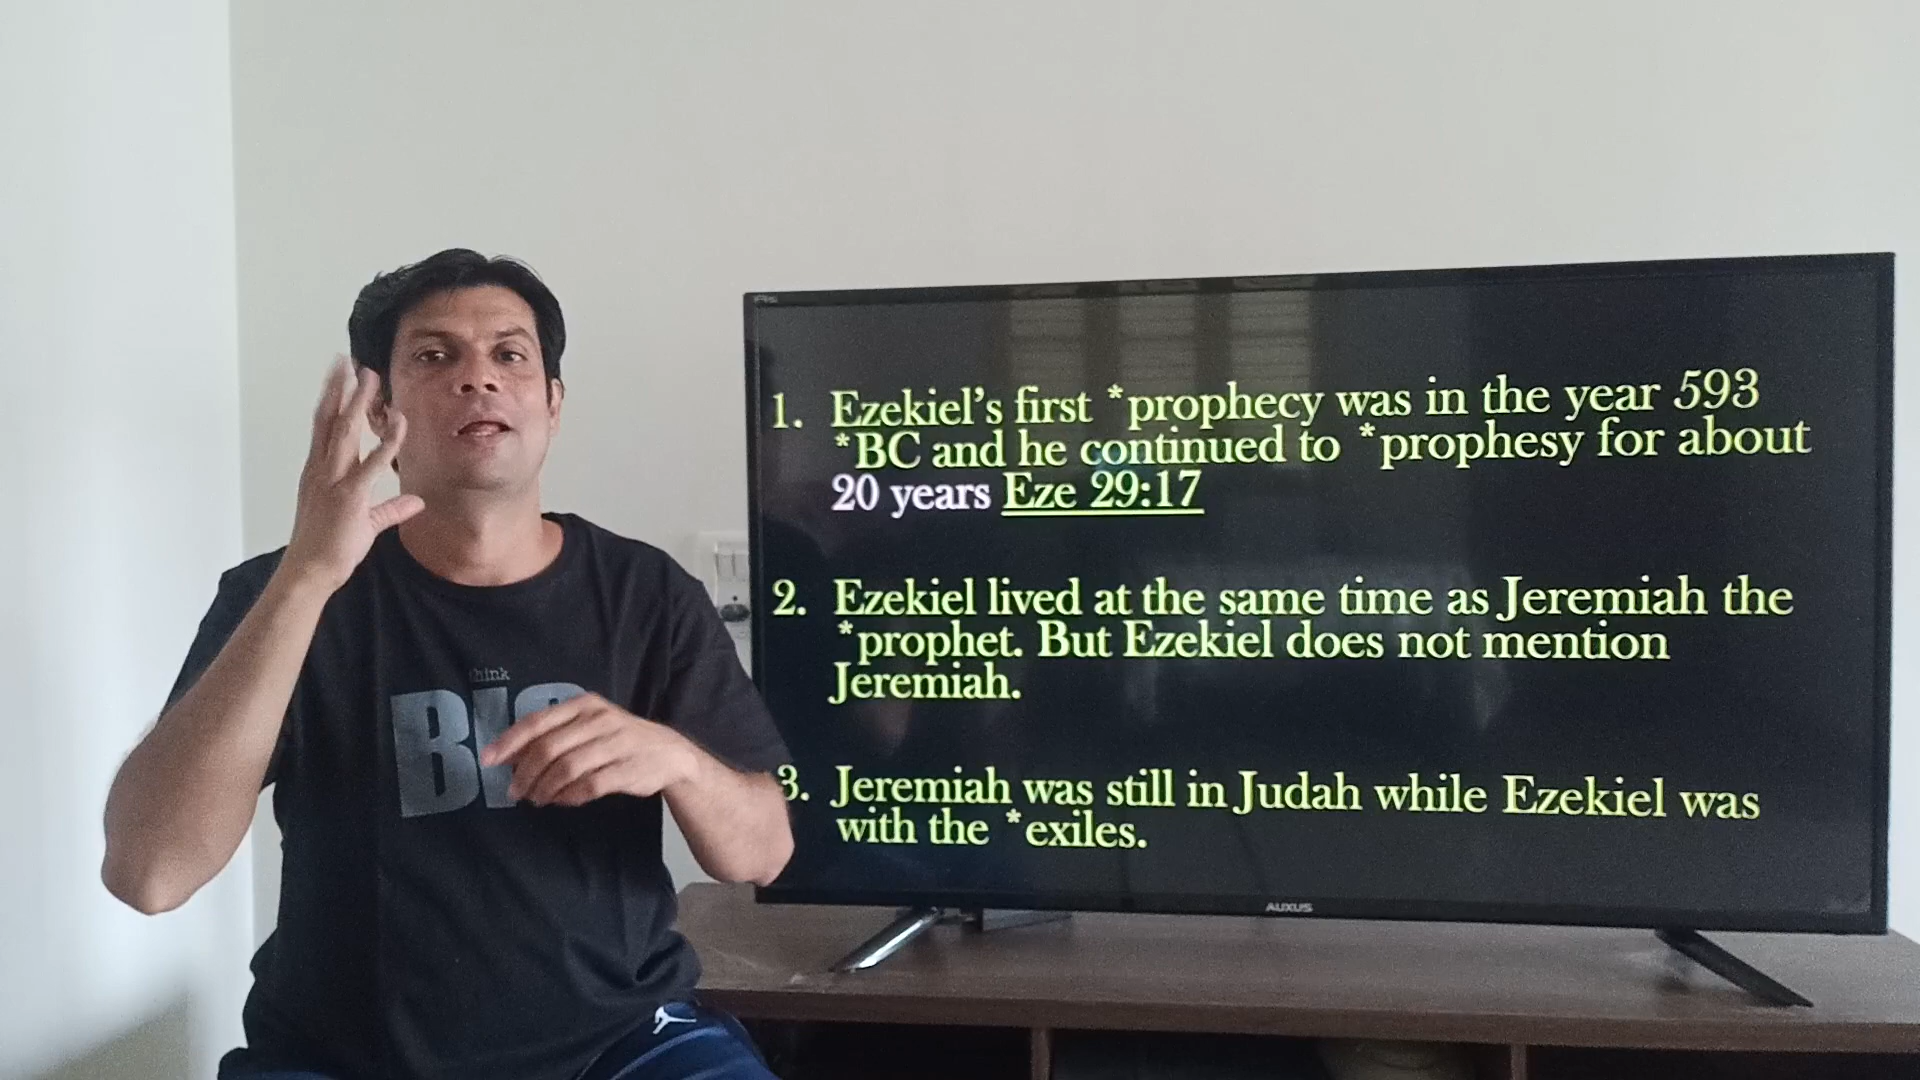 1. Ezekiel's first *prophecy was in the year 593
*BC and he continued to *prophesy for about
20 years Eze 29:17
2. Ezekiel lived at the same time as Jeremiah the
*prophet. But Ezekiel does not mention
Jeremiah.
3. Jeremiah was still in Judah while Ezekiel was
with the *exiles.
AUXUS
think